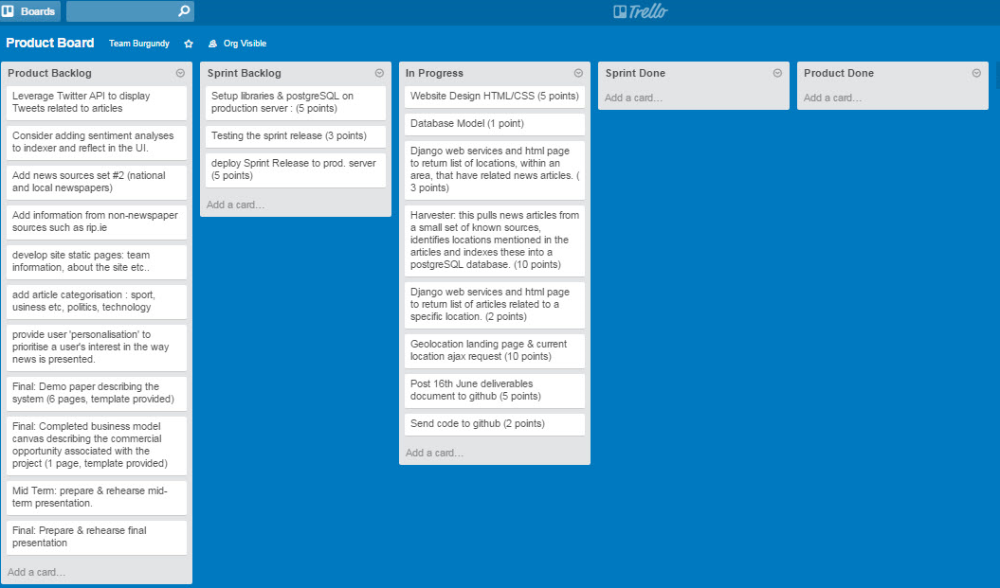 Boards
Trello
Product Board Team Burgundy Org Visible
Product Backlog
Leverage Twitter API to display
Tweets related to articles
Consider adding sentiment analyses
to indexer and reflect in the UI.
Add news sources set #2 (national
and local newspapers)
Add information from non-newspaper
sources such as rip.ie
develop site static pages: team
information, about the site etc..
add article categorisation : sport,
usiness etc, politics, technology
provide user 'personalisation' to
prioritise a user's interest in the way
news is presented.
Final: Demo paper describing the
system (6 pages, template provided)
Final: Completed business model
canvas describing the commercial
opportunity associated with the
project (1 page, template provided)
Mid Term: prepare & rehearse mid-
term presentation.
Final: Prepare & rehearse final
presentation
Add a card…
Sprint Backlog
Setup libraries & postgreSQL on
production server : (5 points)
Testing the sprint release (3 points)
deploy Sprint Release to prod. server
(5 points)
Add a card…
In Progress
Website Design HTML/CSS (5 points)
Database Model (1 point)
Django web services and html page
to return list of locations, within an
area, that have related news articles. (
3 points)
Harvester: this pulls news articles from
a small set of known sources,
identifies locations mentioned in the
articles and indexes these into a
postgreSQL database. (10 points)
Django web services and html page
to return list of articles related to a
specific location. (2 points)
Geolocation landing page & current
location ajax request (10 points)
Post 16th June deliverables
document to github (5 points)
Send code to github (2 points)
Add a card…
Sprint Done
Add a card…
Product Done
Add a card…